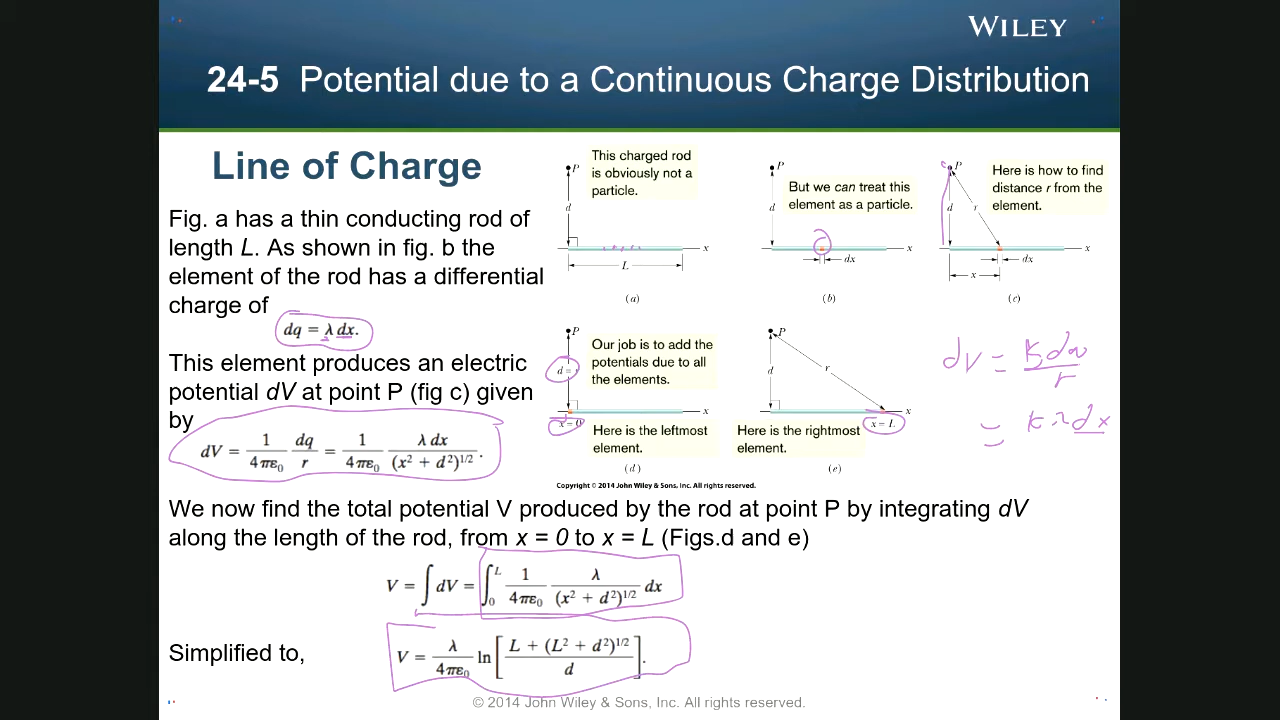 WILEY
24-5 Potential due to a Continuous Charge Distribution
Line of Charge
Fig. a has a thin conducting rod of
length L. As shown in fig. b the
element of the rod has a differential
charge of
dq = λ dx.
This element produces an electric
potential dV at point P (fig c) given
by
dV = 1/4πε₀ dq/r = 1/4πε₀ λ dx/(x² + d²)^1/2.
P
This charged rod
is obviously not a
particle.
d
x
L
(a)
P
But we can treat this
element as a particle.
d
x
dx
(b)
P
Here is how to find
distance r from the
element.
d
r
x
dx
x
(c)
P
Our job is to add the
potentials due to all
the elements.
d =
x
x = 0
Here is the leftmost
element.
(d)
P
d
r
x
x = L
Here is the rightmost
element.
(e)
dV = k dq/r
=
dx
Copyright © 2014 John Wiley & Sons, Inc. All rights reserved.
We now find the total potential V produced by the rod at point P by integrating dV
along the length of the rod, from x = 0 to x = L (Figs.d and e)
V = ∫ dV = ∫₀ᴸ 1/4πε₀ λ/(x² + d²)^1/2 dx
Simplified to,
V = λ/4πε₀ ln [L + (L² + d²)^1/2 / d].
© 2014 John Wiley & Sons, Inc. All rights reserved.